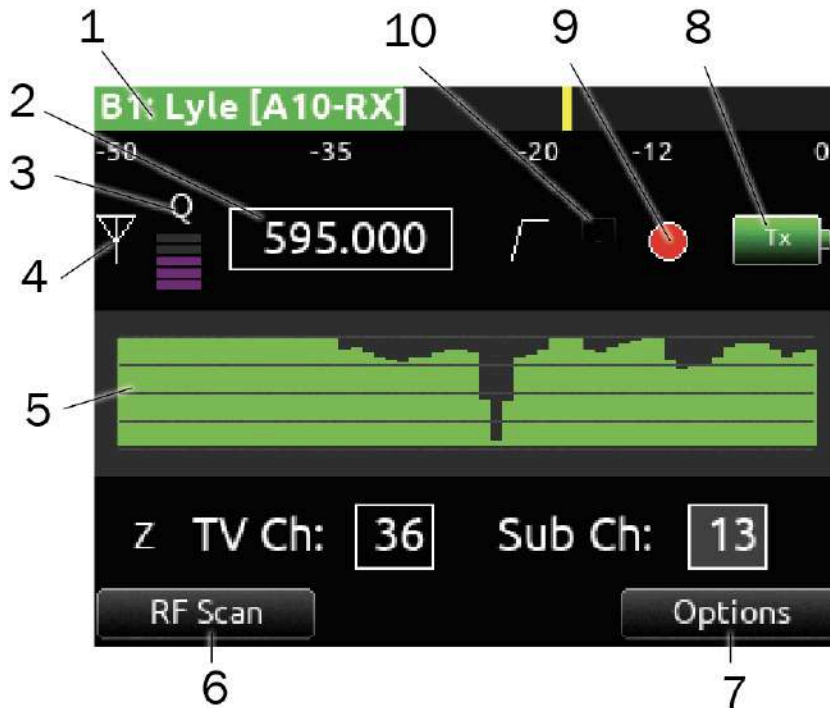 1 10 9 8
2 B1: Lyle [A10-RX]
-50 -35 -20 -12 0
3 Q
595.000 Tx
4
5
Z TV Ch: 36 Sub Ch: 13
RF Scan Options
6 7